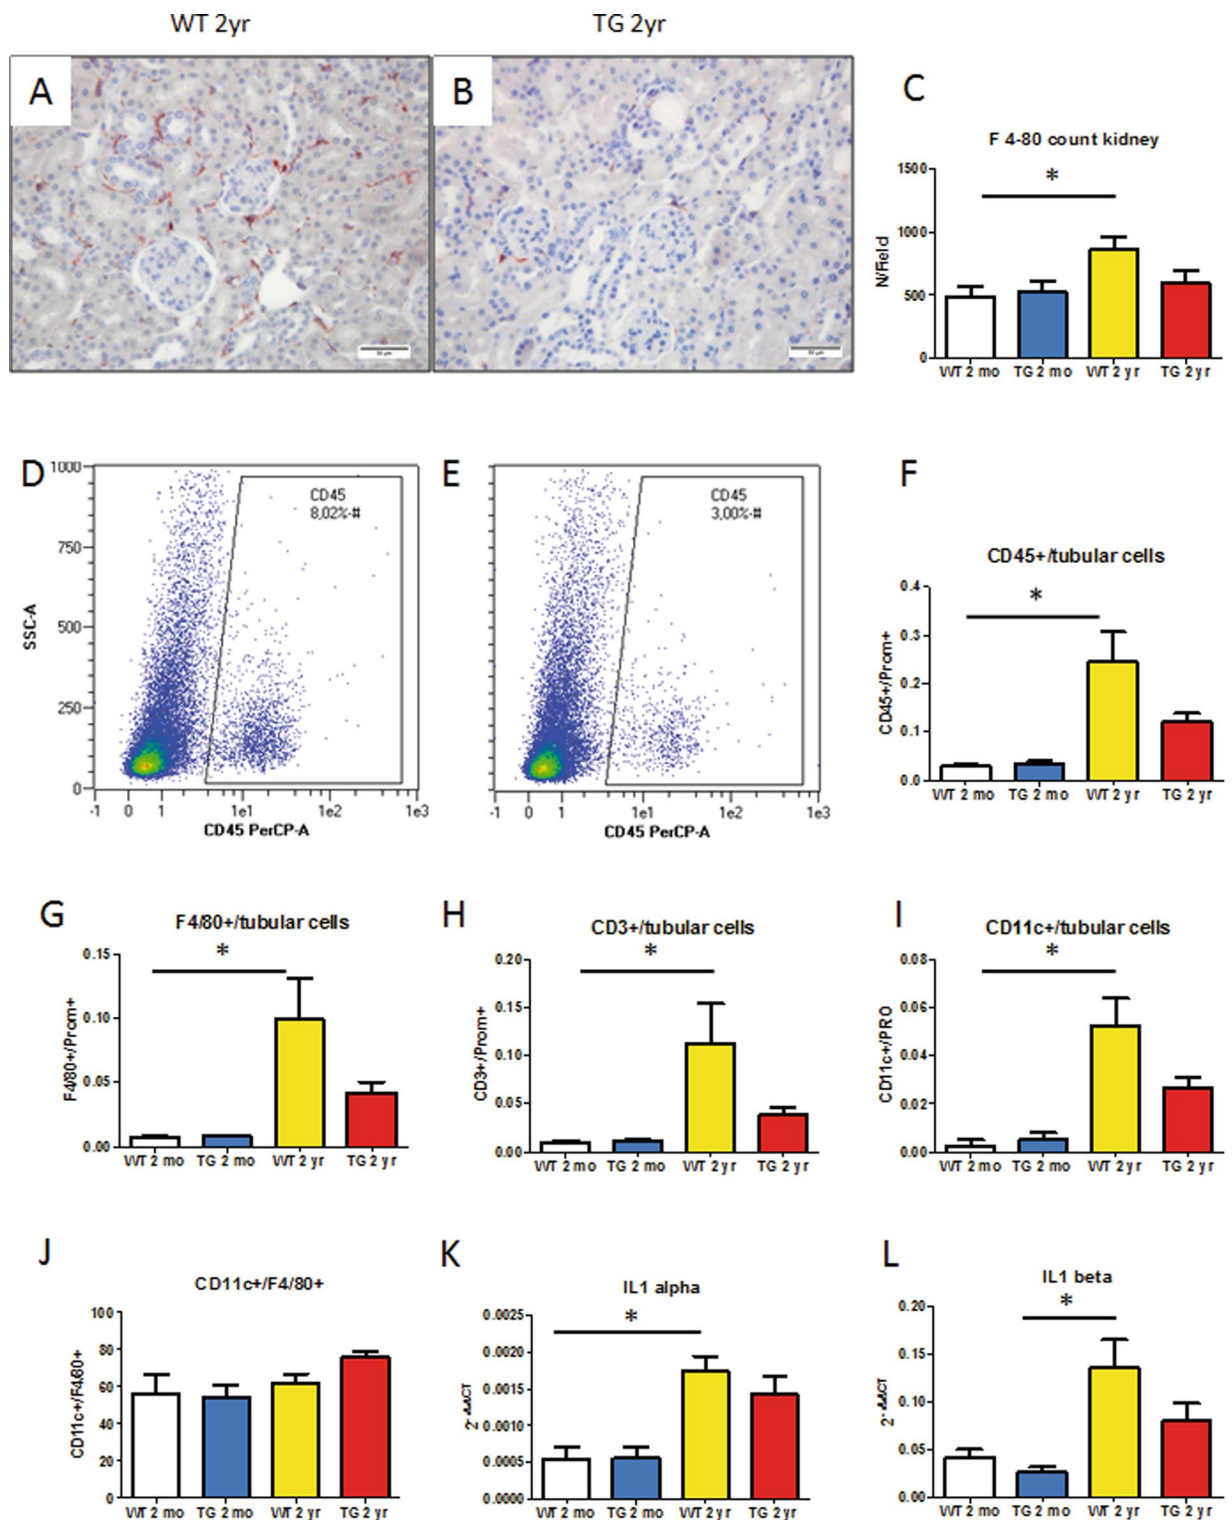 WT 2yr
TG 2yr
A
B
C
F 4-80 count kidney
*
1500
1000
500
0
N/Field
WT 2 mo
TG 2 mo
WT 2 yr
TG 2 yr
D
1000
750
500
250
0
SSC-A
CD45
8,02%-#
-1
0
1
1e1
1e2
1e3
CD45 PerCP-A
E
CD45
3,00%-#
-1
0
1
1e1
1e2
1e3
CD45 PerCP-A
F
CD45+/tubular cells
*
0.4
0.3
0.2
0.1
0.0
CD45+/Prom+
WT 2 mo
TG 2 mo
WT 2 yr
TG 2 yr
G
F4/80+/tubular cells
*
0.15
0.10
0.05
0.00
F4/80+/Prom+
WT 2 mo
TG 2 mo
WT 2 yr
TG 2 yr
H
CD3+/tubular cells
*
0.20
0.15
0.10
0.05
0.00
CD3+/Prom+
WT 2 mo
TG 2 mo
WT 2 yr
TG 2 yr
I
CD11c+/tubular cells
*
0.08
0.06
0.04
0.02
0.00
CD11c+/PRO
WT 2 mo
TG 2 mo
WT 2 yr
TG 2 yr
J
CD11c+/F4/80+
100
80
60
40
20
0
CD11c+/F4/80+
WT 2 mo
TG 2 mo
WT 2 yr
TG 2 yr
K
IL1 alpha
*
0.0025
0.0020
0.0015
0.0010
0.0005
0.0000
WT 2 mo
TG 2 mo
WT 2 yr
TG 2 yr
L
IL1 beta
*
0.20
0.15
0.10
0.05
0.00
WT 2 mo
TG 2 mo
WT 2 yr
TG 2 yr